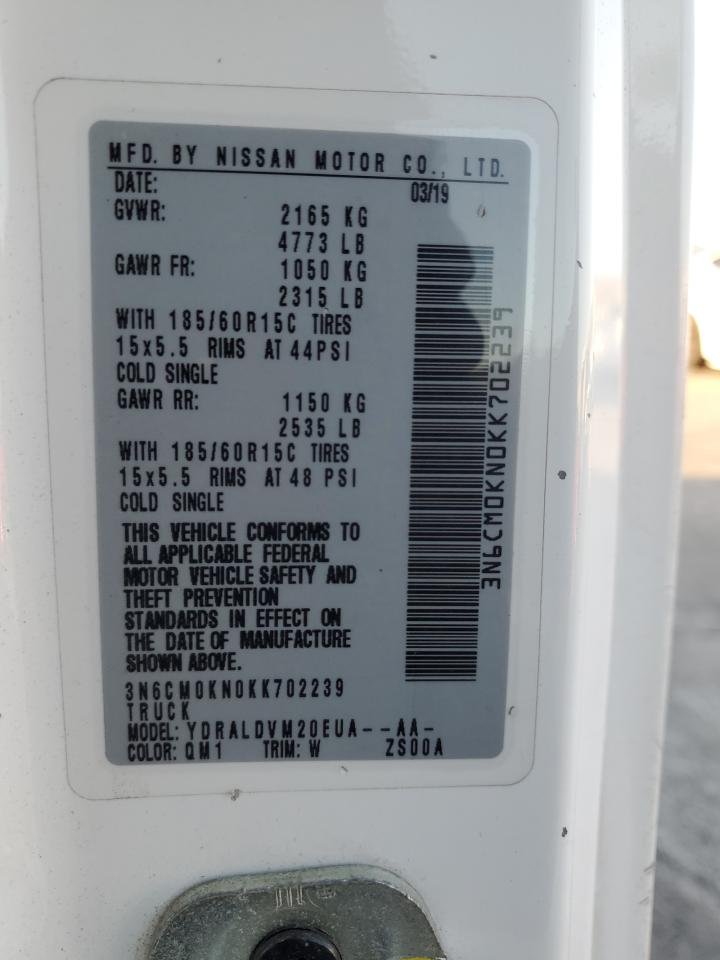 MFD. BY NISSAN MOTOR CO., LTD.
DATE: 03/19
GVWR: 2165 KG
4773 LB
GAWR FR: 1050 KG
2315 LB
WITH 185/60R15C TIRES
15x5.5 RIMS AT 44PSI
COLD SINGLE
GAWR RR: 1150 KG
2535 LB
WITH 185/60R15C TIRES
15x5.5 RIMS AT 48 PSI
COLD SINGLE
THIS VEHICLE CONFORMS TO
ALL APPLICABLE FEDERAL
MOTOR VEHICLE SAFETY AND
THEFT PREVENTION
STANDARDS IN EFFECT ON
THE DATE OF MANUFACTURE
SHOWN ABOVE.
3N6CM0KN0KK702239
TRUCK
MODEL: YDRALDVM20EUA--AA-
COLOR: QM1 TRIM: W ZS00A
3N6CM0KN0KK702239